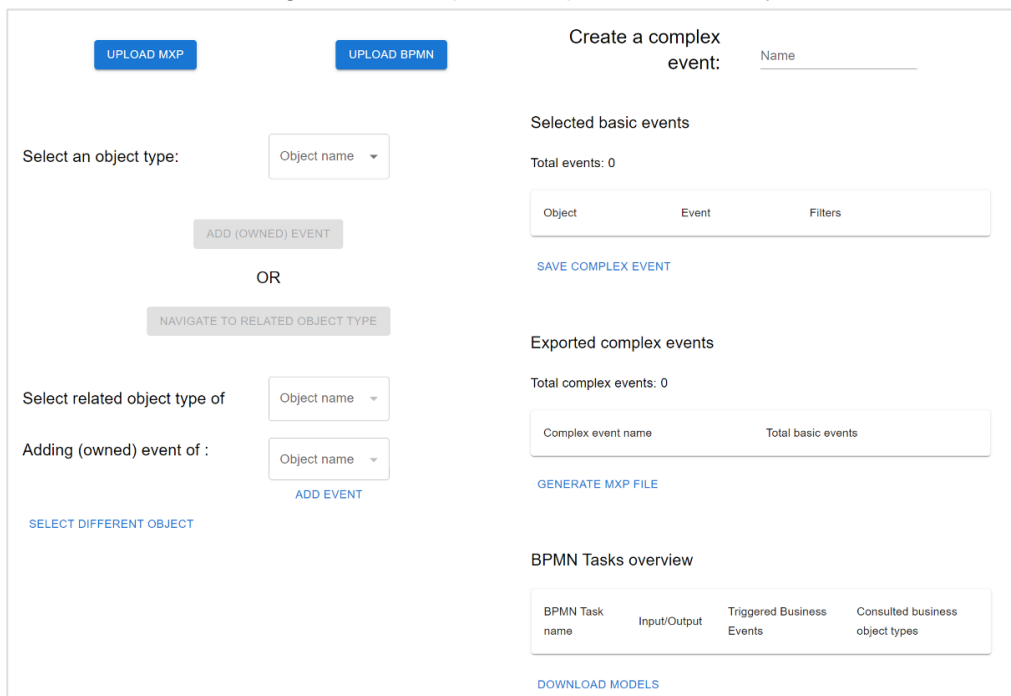 UPLOAD MXP
UPLOAD BPMN
Select an object type:
Object name
ADD (OWNED) EVENT
OR
NAVIGATE TO RELATED OBJECT TYPE
Select related object type of
Object name
Adding (owned) event of :
Object name
ADD EVENT
SELECT DIFFERENT OBJECT
Create a complex
event:
Name
Selected basic events
Total events: 0
Object Event Filters
SAVE COMPLEX EVENT
Exported complex events
Total complex events: 0
Complex event name Total basic events
GENERATE MXP FILE
BPMN Tasks overview
BPMN Task
name
Input/Output
Triggered Business
Events
Consulted business
object types
DOWNLOAD MODELS